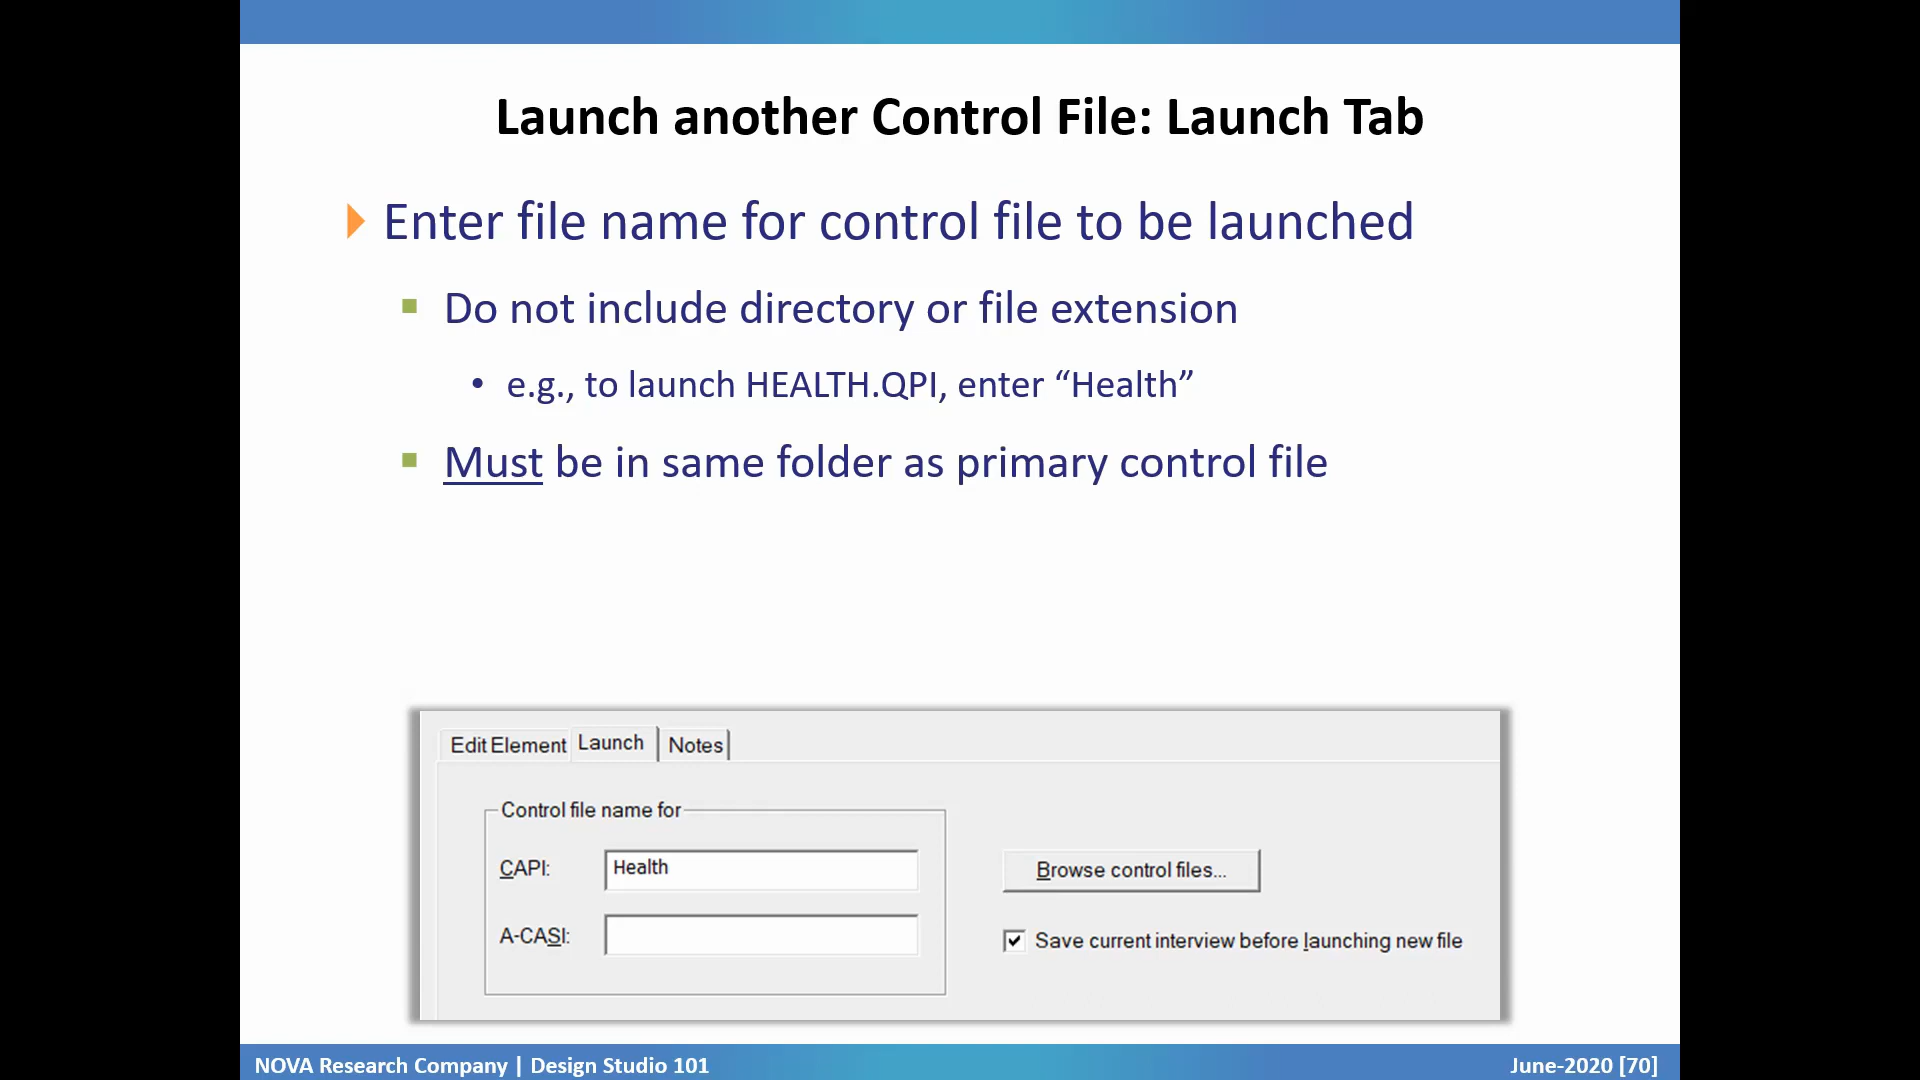 Launch another Control File: Launch Tab
Enter file name for control file to be launched
Do not include directory or file extension
• e.g., to launch HEALTH.QPI, enter “Health”
Must be in same folder as primary control file
Edit Element Launch Notes
Control file name for
CAPI: Health Browse control files...
A-CASI: Save current interview before launching new file
NOVA Research Company | Design Studio 101 June-2020 [70]